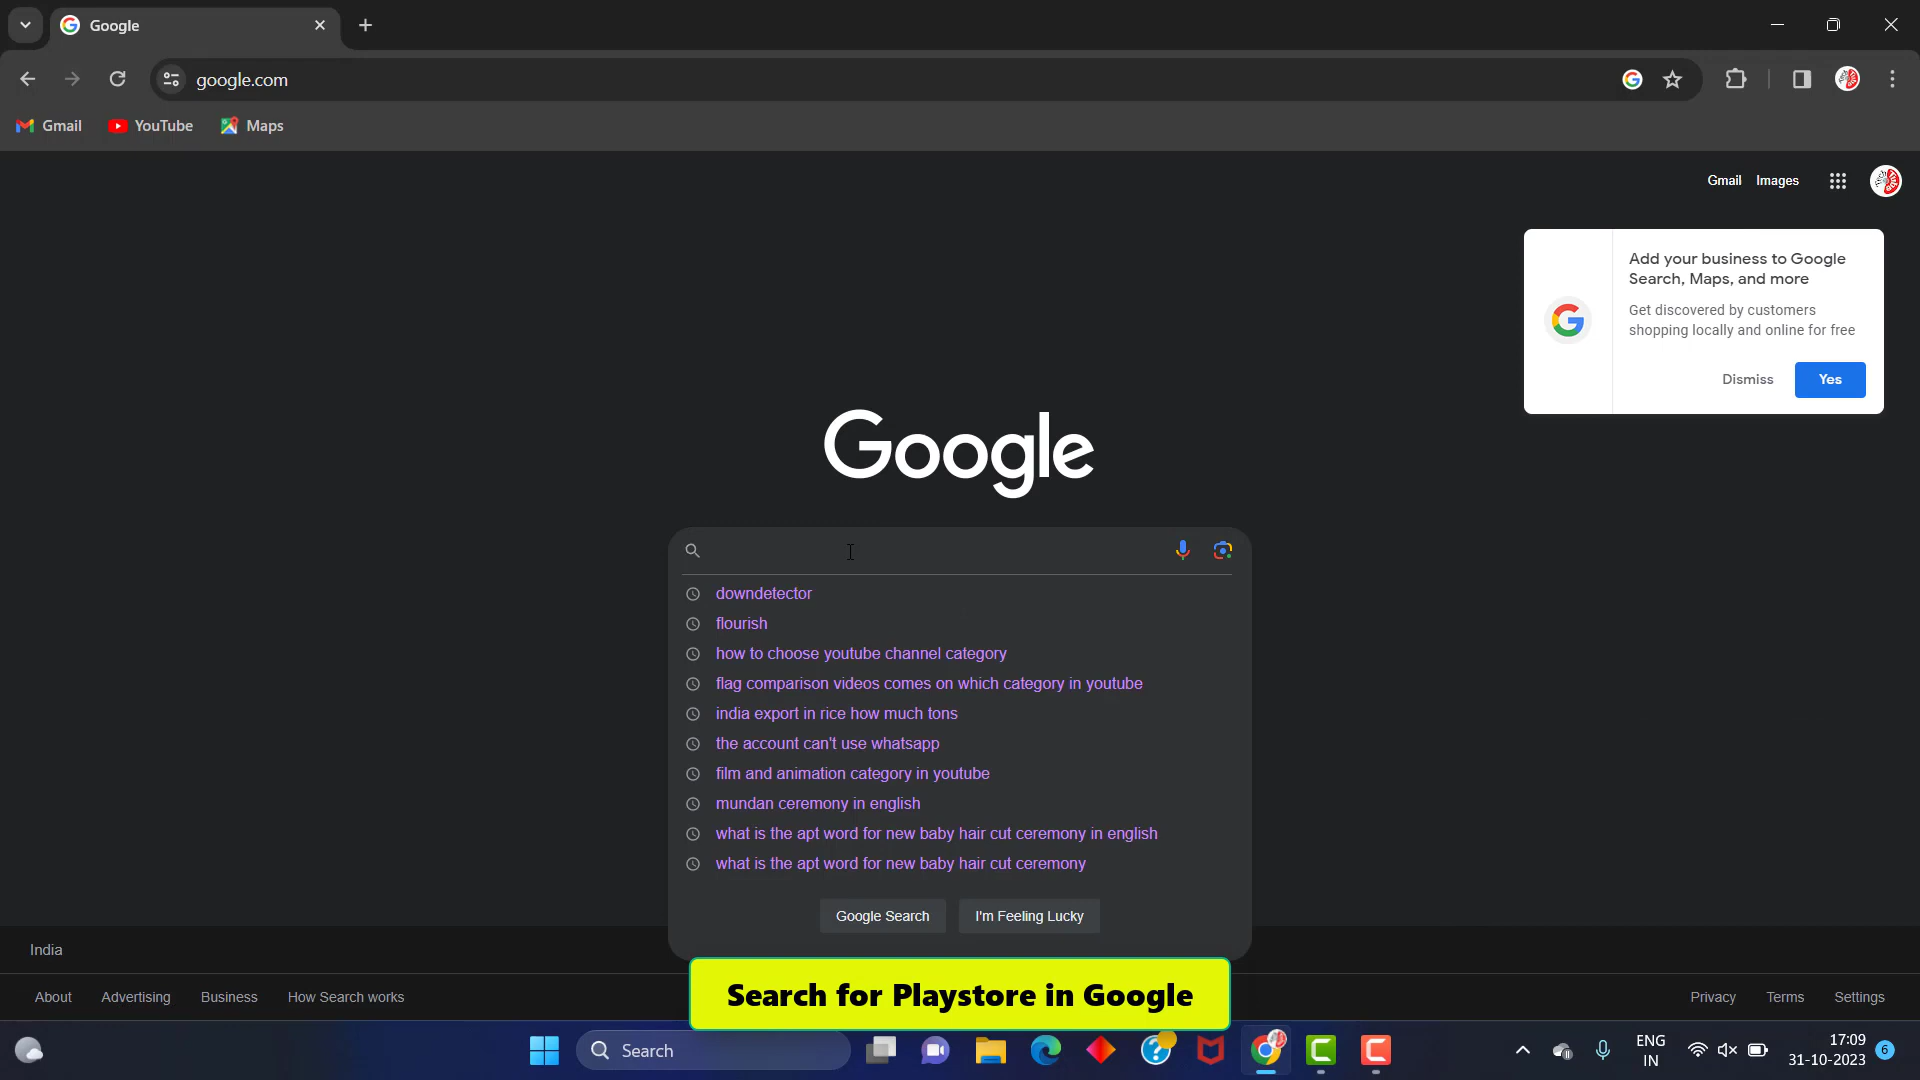 Google
google.com
Gmail
YouTube
Maps
Gmail Images
Add your business to Google
Search, Maps, and more
Get discovered by customers
shopping locally and online for free
Dismiss
Yes
Google
downdetector
flourish
how to choose youtube channel category
flag comparison videos comes on which category in youtube
india export in rice how much tons
the account can't use whatsapp
film and animation category in youtube
mundan ceremony in english
what is the apt word for new baby hair cut ceremony in english
what is the apt word for new baby hair cut ceremony
Google Search
I'm Feeling Lucky
India
Search for Playstore in Google
About Advertising Business How Search works
Privacy Terms Settings
Search
ENG
IN
17:09
31-10-2023
6